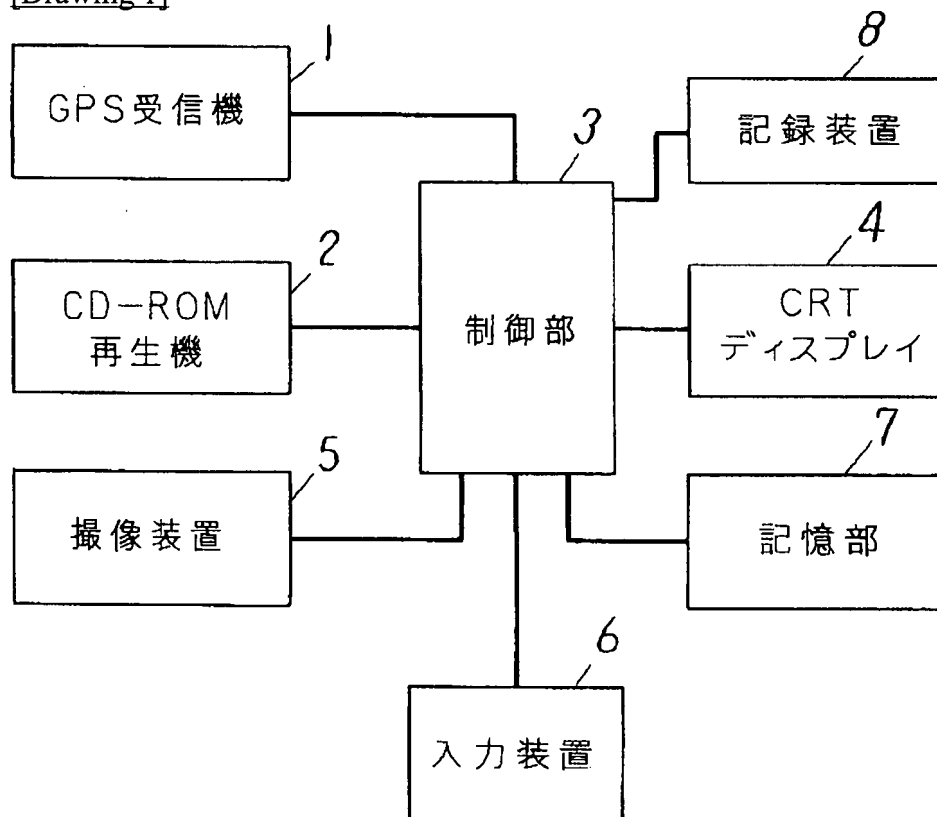 [Drawing 1]
1
GPS受信機
8
記録装置
3
制御部
2
CD-ROM
再生機
4
CRT
ディスプレイ
5
撮像装置
7
記憶部
6
入力装置